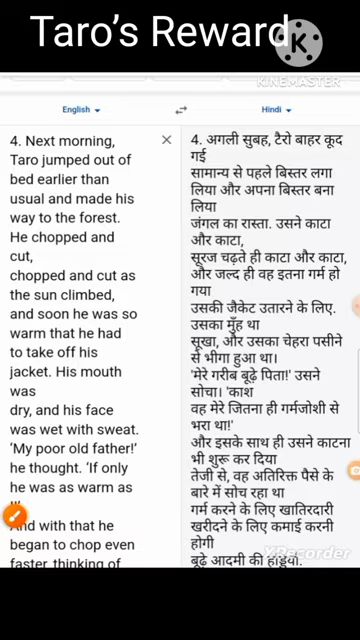 Taro's Reward
K
KINEMASTER
English
Hindi
4. Next morning,
Taro jumped out of
bed earlier than
usual and made his
way to the forest.
He chopped and
cut,
chopped and cut as
the sun climbed,
and soon he was so
warm that he had
to take off his
jacket. His mouth
was
dry, and his face
was wet with sweat.
‘My poor old father!’
he thought. ‘If only
he was as warm as
And with that he
began to chop even
faster, thinking of
4. अगली सुबह, टैरो बाहर कूद
गई
सामान्य से पहले बिस्तर लगा
लिया और अपना बिस्तर बना
लिया
जंगल का रास्ता. उसने काटा
और काटा,
सूरज चढ़ते ही काटा और काटा,
और जल्द ही वह इतना गर्म हो
गया
उसकी जैकेट उतारने के लिए.
उसका मुँह था
सूखा, और उसका चेहरा पसीने
से भीगा हुआ था।
'मेरे गरीब बूढ़े पिता!' उसने
सोचा। 'काश
वह मेरे जितना ही गर्मजोशी से
भरा था!'
और इसके साथ ही उसने काटना
भी शुरू कर दिया
तेजी से, वह अतिरिक्त पैसे के
बारे में सोच रहा था
गर्म करने के लिए खातिरदारी
खरीदने के लिए कमाई करनी
होगी
बूढ़े आदमी की हड्डियाँ.
XRecorder